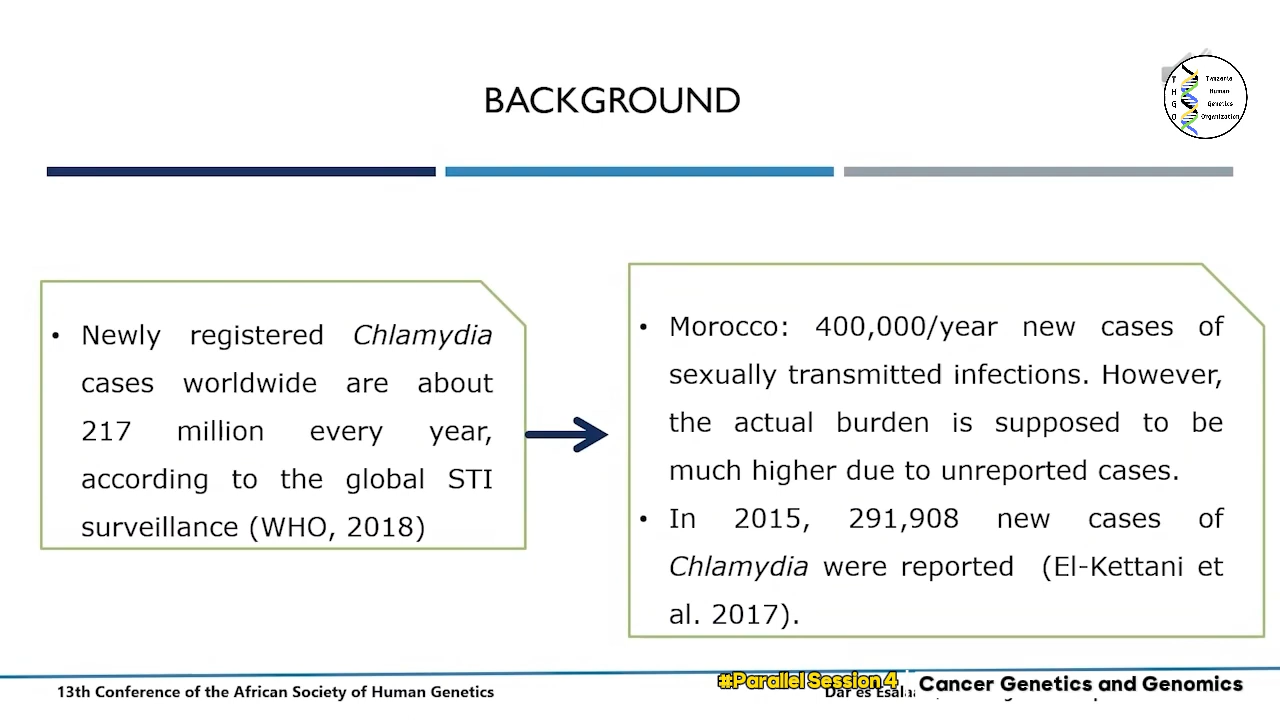 BACKGROUND
T
H
G
O
Tanzania
Human
Genetics
Organization
• Newly registered Chlamydia
cases worldwide are about
217 million every year,
according to the global STI
surveillance (WHO, 2018)
• Morocco: 400,000/year new cases of
sexually transmitted infections. However,
the actual burden is supposed to be
much higher due to unreported cases.
• In 2015, 291,908 new cases of
Chlamydia were reported (El-Kettani et
al. 2017).
13th Conference of the African Society of Human Genetics
#Parallel Session 4
Dar es
Cancer Genetics and Genomics